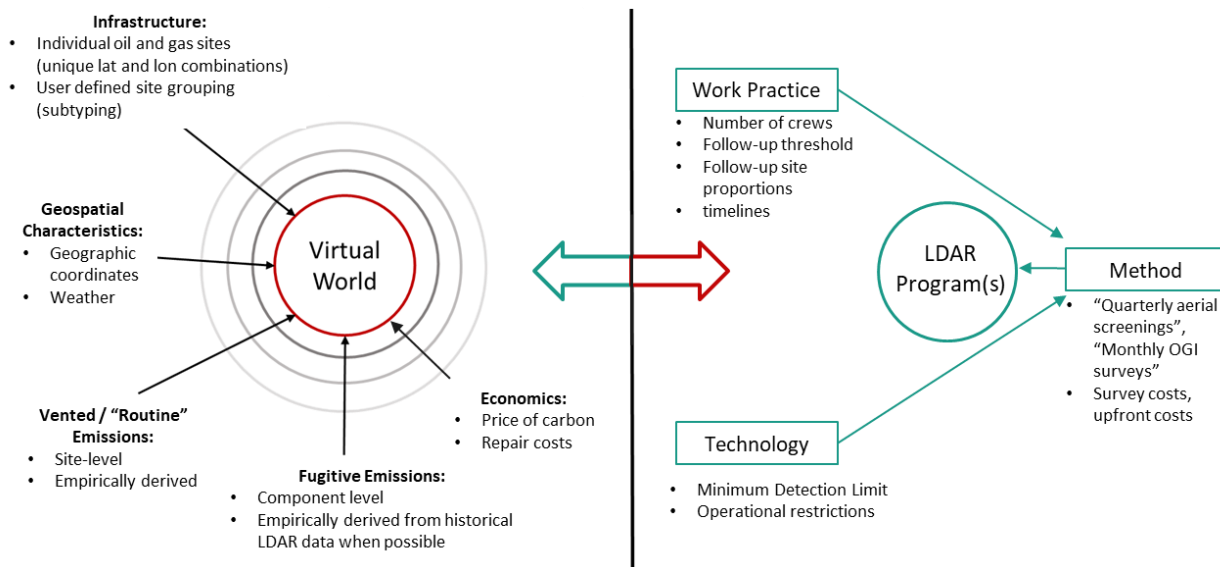 Infrastructure:
• Individual oil and gas sites
(unique lat and lon combinations)
• User defined site grouping
(subtyping)
Geospatial
Characteristics:
• Geographic
coordinates
• Weather
Virtual
World
Vented / “Routine”
Emissions:
• Site-level
• Empirically derived
Fugitive Emissions:
• Component level
• Empirically derived from historical
LDAR data when possible
Economics:
• Price of carbon
• Repair costs
Work Practice
• Number of crews
• Follow-up threshold
• Follow-up site
proportions
• timelines
LDAR
Program(s)
Method
• “Quarterly aerial
screenings”,
“Monthly OGI
surveys”
• Survey costs,
upfront costs
Technology
• Minimum Detection Limit
• Operational restrictions